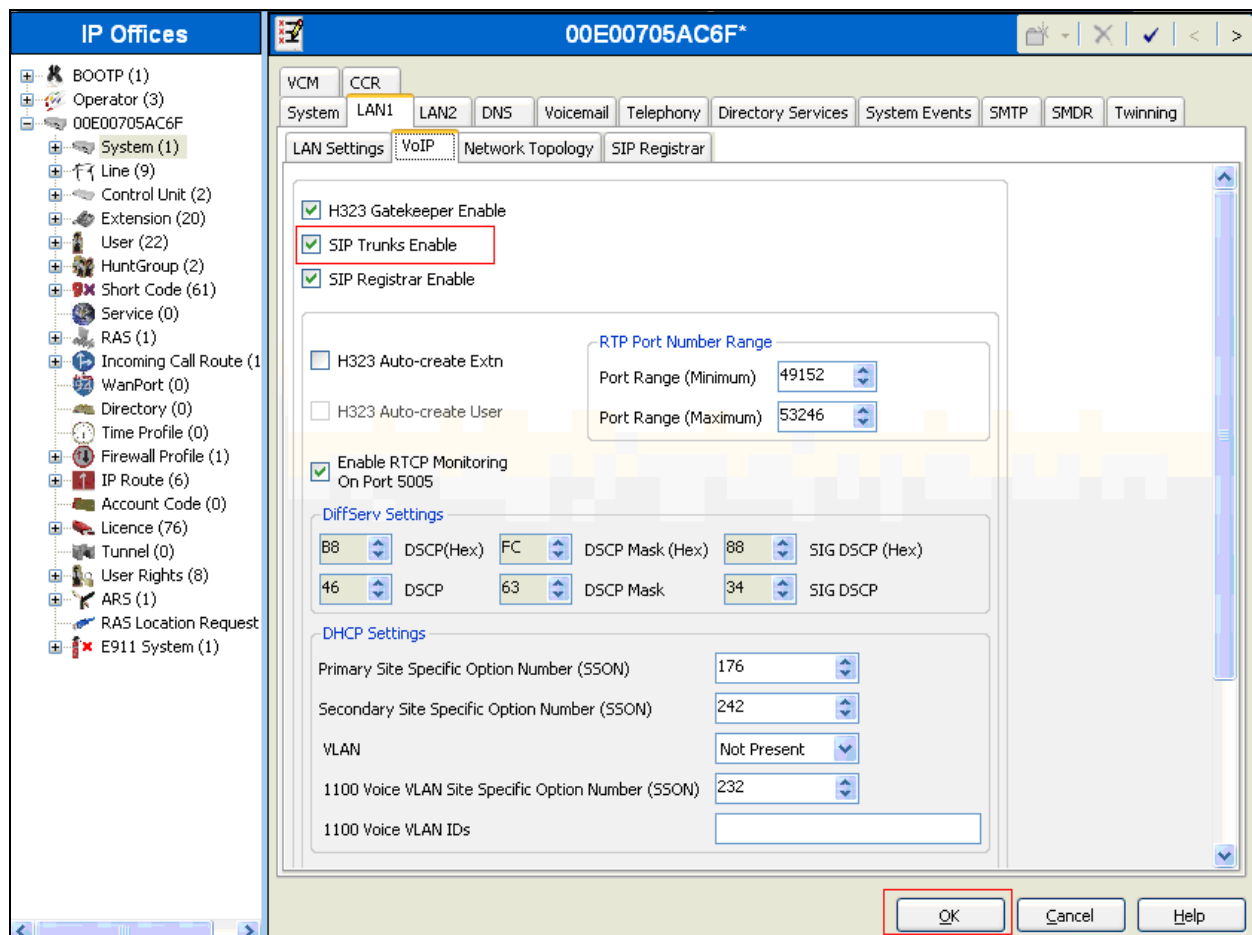 IP Offices
BOOTP (1)
Operator (3)
00E00705AC6F
System (1)
Line (9)
Control Unit (2)
Extension (20)
User (22)
HuntGroup (2)
Short Code (61)
Service (0)
RAS (1)
Incoming Call Route (1
WanPort (0)
Directory (0)
Time Profile (0)
Firewall Profile (1)
IP Route (6)
Account Code (0)
Licence (76)
Tunnel (0)
User Rights (8)
ARS (1)
RAS Location Request
E911 System (1)
00E00705AC6F*
VCM CCR
System LAN1 LAN2 DNS Voicemail Telephony Directory Services System Events SMTP SMDR Twinning
LAN Settings VoIP Network Topology SIP Registrar
H323 Gatekeeper Enable
SIP Trunks Enable
SIP Registrar Enable
H323 Auto-create Extn
H323 Auto-create User
RTP Port Number Range
Port Range (Minimum) 49152
Port Range (Maximum) 53246
Enable RTCP Monitoring
On Port 5005
DiffServ Settings
B8 DSCP(Hex) FC DSCP Mask (Hex) 88 SIG DSCP (Hex)
46 DSCP 63 DSCP Mask 34 SIG DSCP
DHCP Settings
Primary Site Specific Option Number (SSON) 176
Secondary Site Specific Option Number (SSON) 242
VLAN Not Present
1100 Voice VLAN Site Specific Option Number (SSON) 232
1100 Voice VLAN IDs
OK Cancel Help